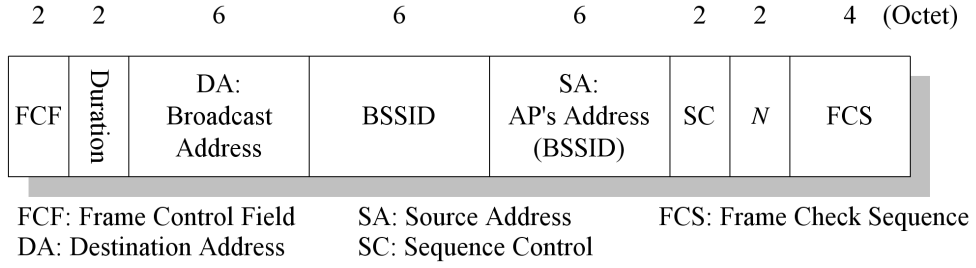 2 2 6 6 6 2 2 4 (Octet)
FCF
Duration
DA:
Broadcast
Address
BSSID
SA:
AP's Address
(BSSID)
SC
N
FCS
FCF: Frame Control Field SA: Source Address FCS: Frame Check Sequence
DA: Destination Address SC: Sequence Control